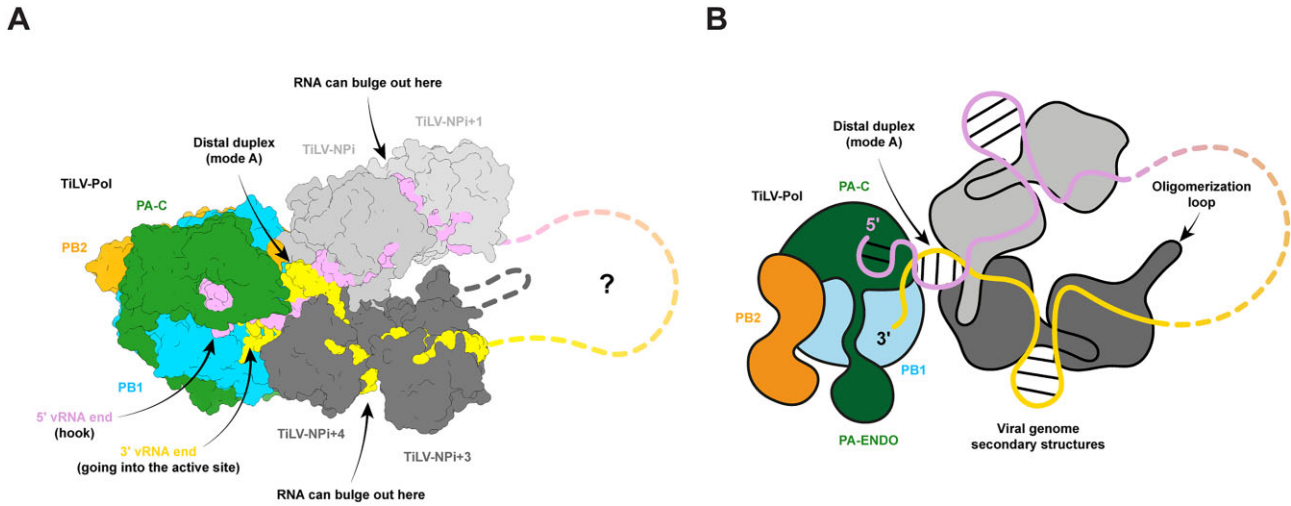 A
RNA can bulge out here
TiLV-NPi+1
Distal duplex
(mode A)
TiLV-NPi
TiLV-Pol
PA-C
PB2
?
PB1
5' vRNA end
(hook)
3' vRNA end
(going into the active site)
TiLV-NPi+4
TiLV-NPi+3
RNA can bulge out here
B
Distal duplex
(mode A)
TiLV-Pol
PA-C
Oligomerization
loop
5'
PB2
3'
PB1
PA-ENDO
Viral genome
secondary structures